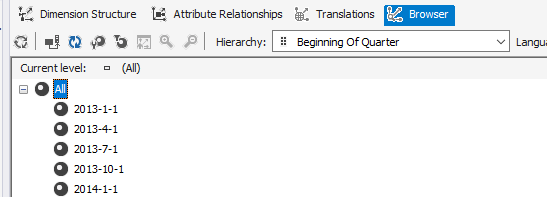 Dimension Structure Attribute Relationships Translations Browser
Hierarchy: Beginning Of Quarter Langua
Current level: (All)
All
2013-1-1
2013-4-1
2013-7-1
2013-10-1
2014-1-1